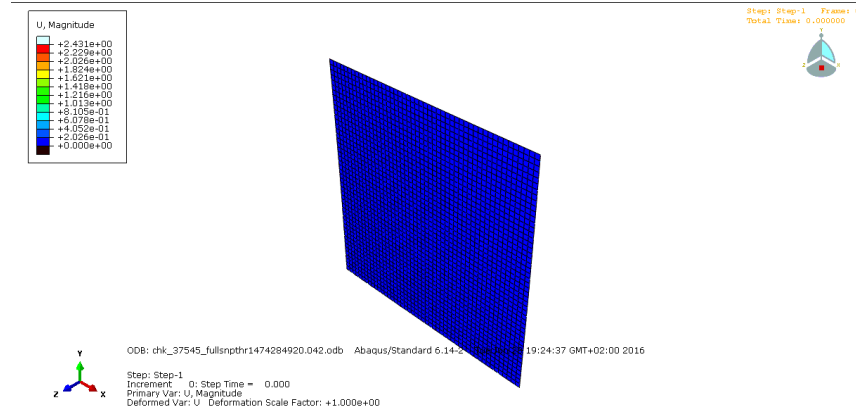 Step: Step-1 Frame:
Total Time: 0.000000
U, Magnitude
+2.431e+00
+2.229e+00
+2.026e+00
+1.824e+00
+1.621e+00
+1.418e+00
+1.216e+00
+1.013e+00
+8.105e-01
+6.078e-01
+4.052e-01
+2.026e-01
+0.000e+00
Y
Z
X
ODB: chk_37545_fullsnpthr1474284920.042.odb Abaqus/Standard 6.14-2 19:24:37 GMT+02:00 2016
Y
Z
X
Step: Step-1
Increment 0: Step Time = 0.000
Primary Var: U, Magnitude
Deformed Var: U Deformation Scale Factor: +1.000e+00